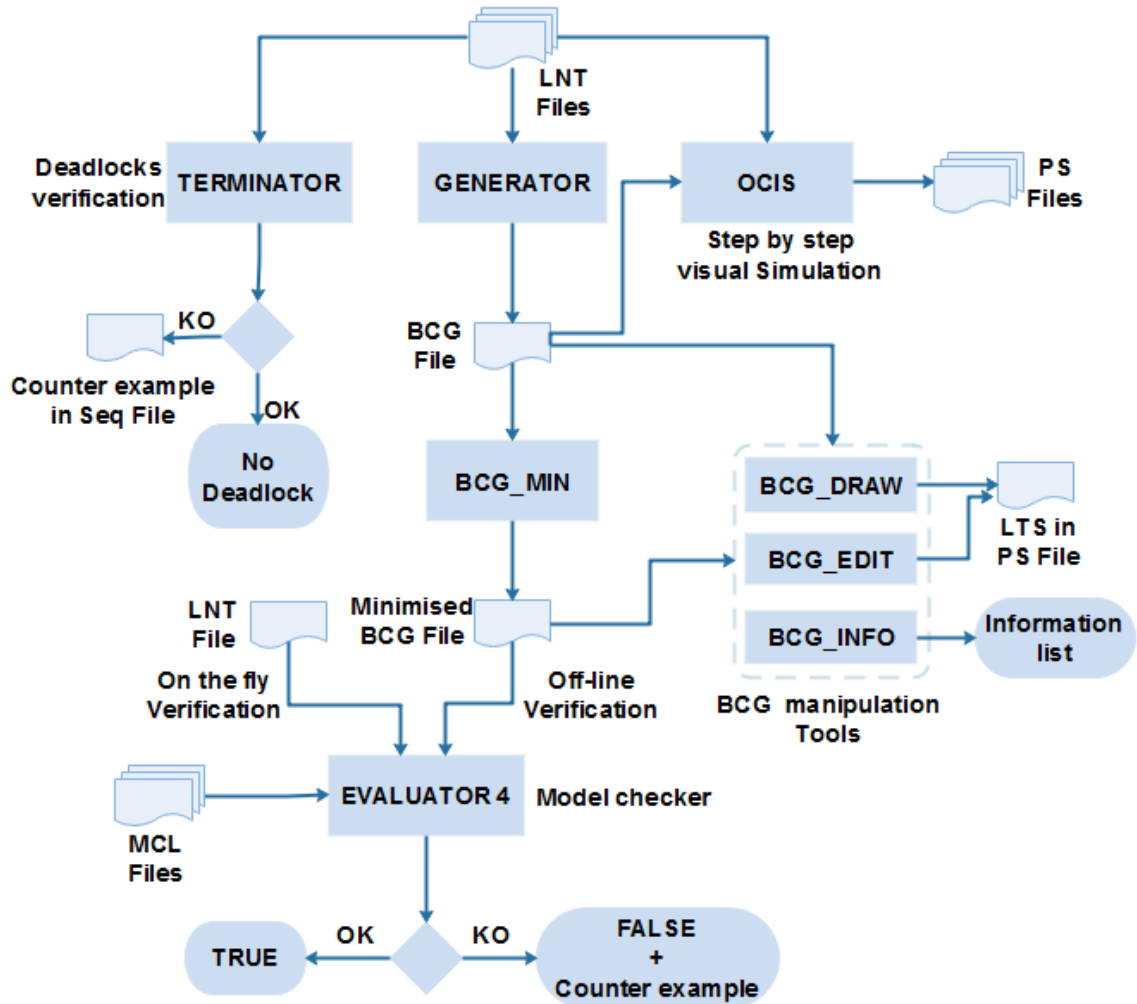 LNT
Files
Deadlocks
verification
TERMINATOR
GENERATOR
OCIS
PS
Files
Step by step
visual Simulation
KO
BCG
File
Counter example
in Seq File
OK
No
Deadlock
BCG_MIN
BCG_DRAW
LTS in
PS File
BCG_EDIT
LNT
File
Minimised
BCG File
BCG_INFO
Information
list
On the fly
Verification
Off-line
Verification
BCG manipulation
Tools
EVALUATOR 4
Model checker
MCL
Files
OK
KO
TRUE
FALSE
+
Counter example